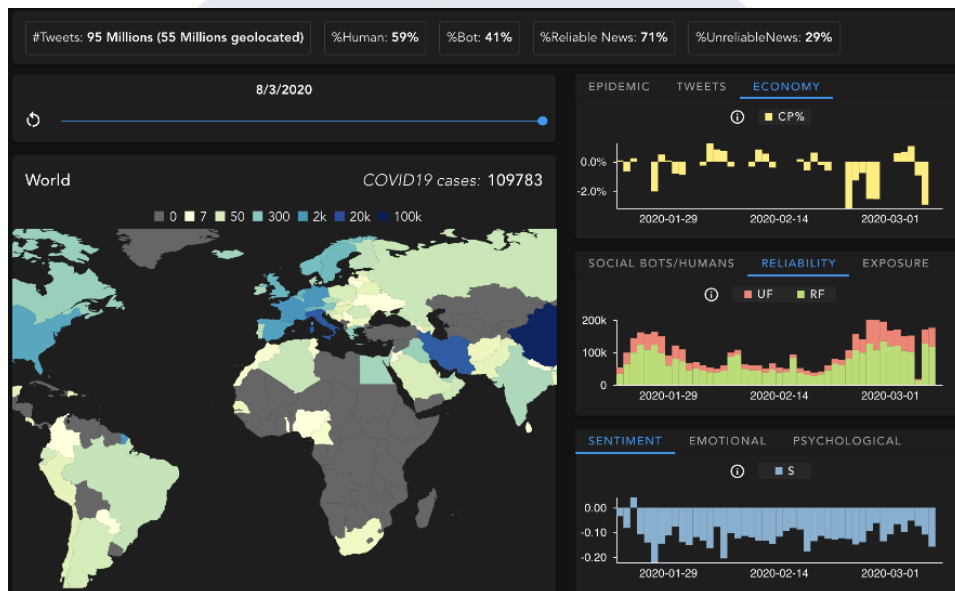 #Tweets: 95 Millions (55 Millions geolocated) %Human: 59% %Bot: 41% %Reliable News: 71% %UnreliableNews: 29%
8/3/2020
World COVID19 cases: 109783
0 7 50 300 2k 20k 100k
EPIDEMIC TWEETS ECONOMY
CP%
0.0%
-2.0%
2020-01-29 2020-02-14 2020-03-01
SOCIAL BOTS/HUMANS RELIABILITY EXPOSURE
UF RF
200k
100k
0
2020-01-29 2020-02-14 2020-03-01
SENTIMENT EMOTIONAL PSYCHOLOGICAL
S
0.00
-0.10
-0.20
2020-01-29 2020-02-14 2020-03-01